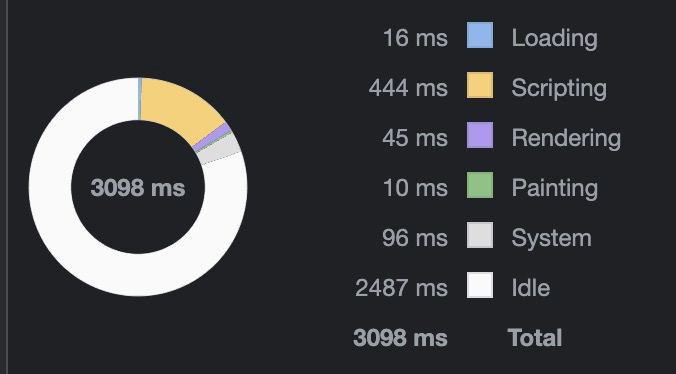 3098 ms
16 ms Loading
444 ms Scripting
45 ms Rendering
10 ms Painting
96 ms System
2487 ms Idle
3098 ms Total